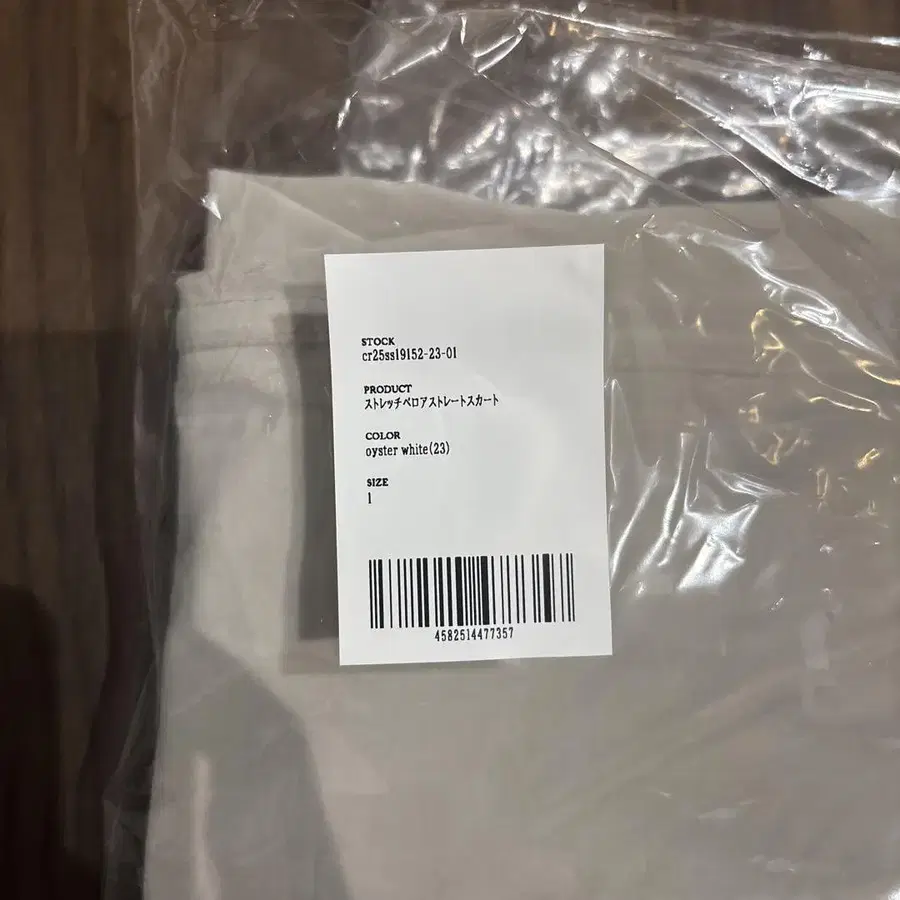 STOCK
cr25ss19152-23-01
PRODUCT
ストレッチベロアストレートスカート
COLOR
oyster white(23)
SIZE
1
4582514477357